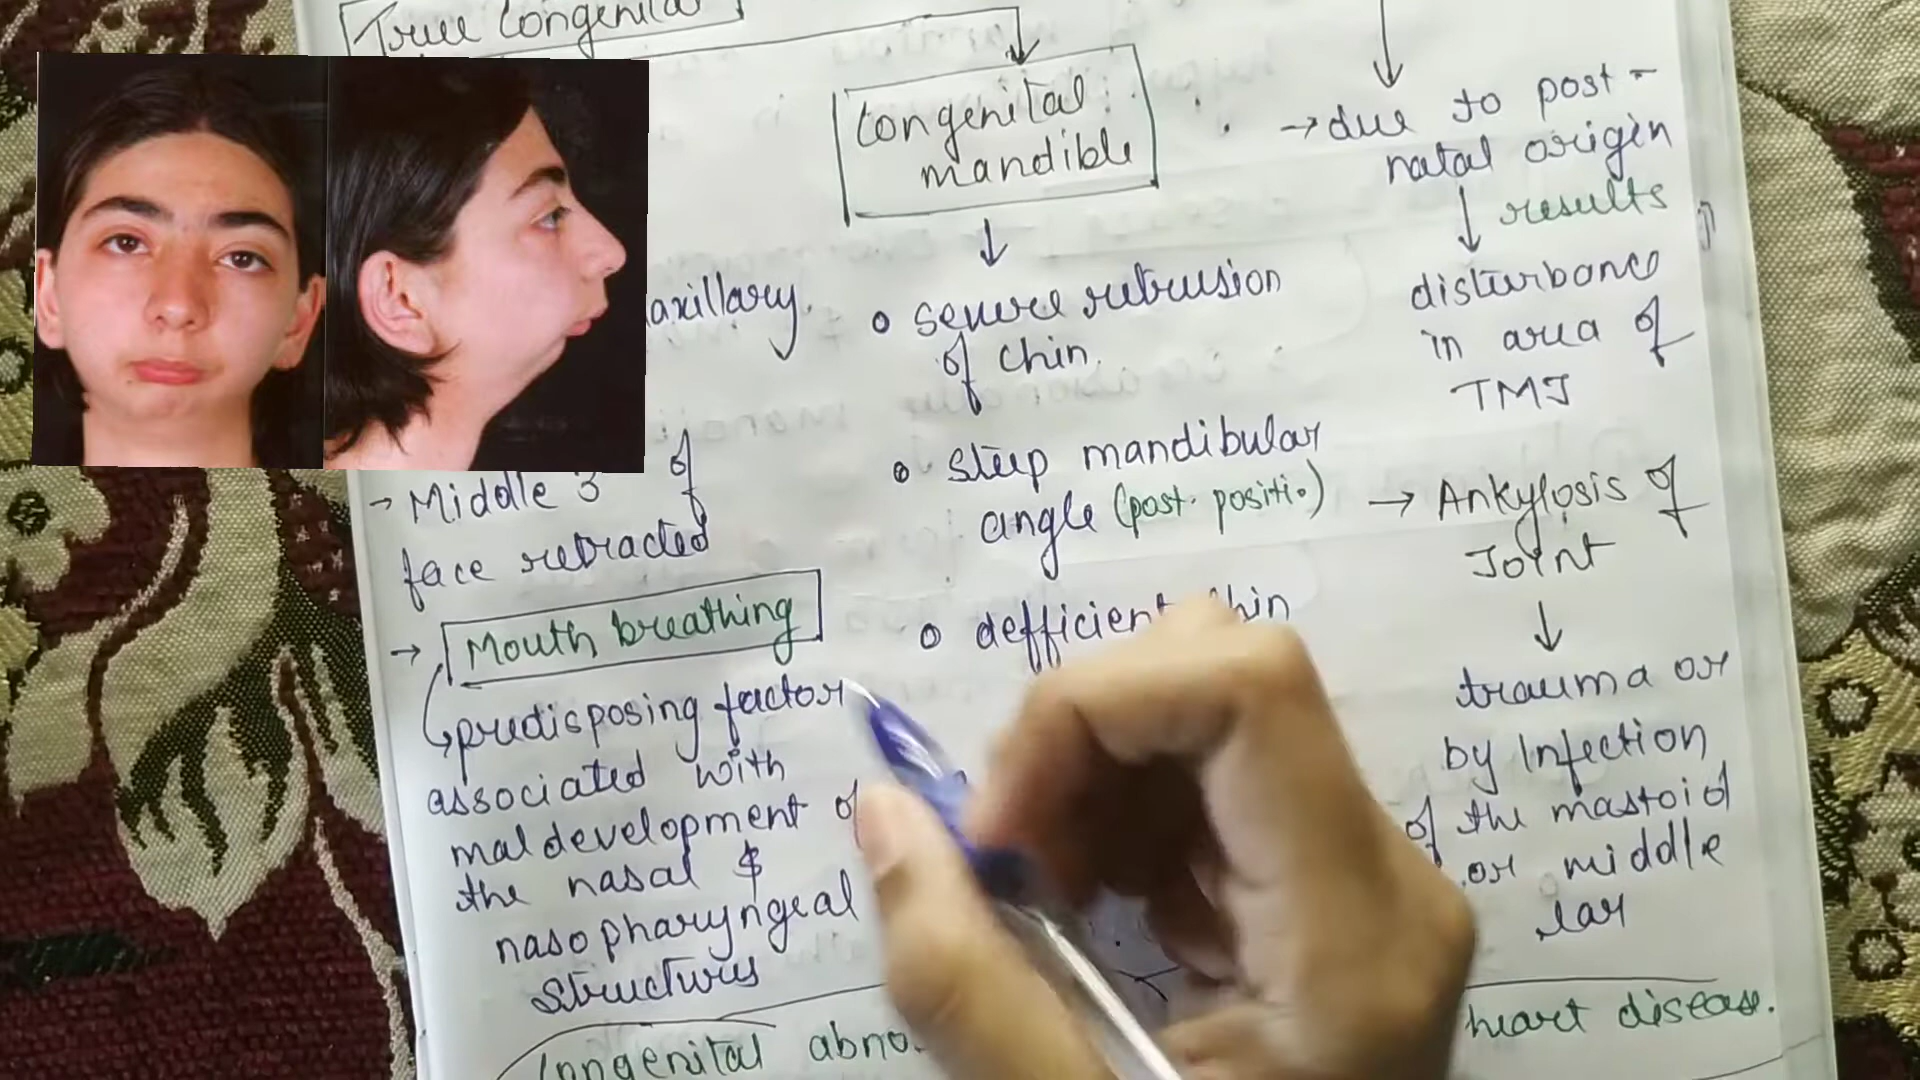 True Congenital
axillary.
→ Middle 3 of
face retracted
→ Mouth breathing
predisposing factor
associated with
maldevelopment of
the nasal &
nasopharyngeal
structures
Congenital
mandible
severe retrusion
of chin.
steep mandibular
angle (post. positi.)
defficient chin
→ due to post-
natal origin
results
disturbance
in area of
TMJ
→ Ankylosis of
Joint
trauma or
by Infection
of the mastoid
or middle
ear
Congenital abno
heart disease.